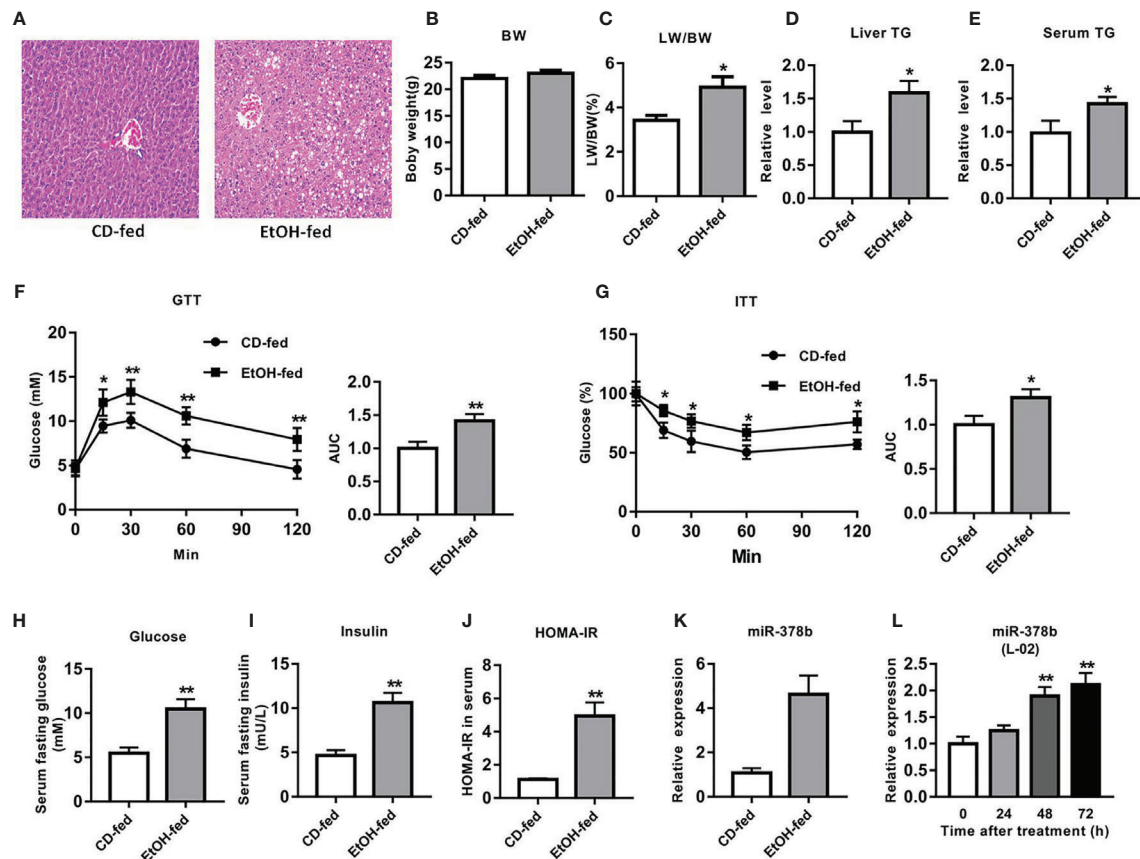 A
CD-fed
EtOH-fed
B
BW
Boby weight(g)
25
20
15
10
5
0
CD-fed
EtOH-fed
C
LW/BW
LW/BW(%)
6
4
2
0
*
CD-fed
EtOH-fed
D
Liver TG
Relative level
2.0
1.5
1.0
0.5
0.0
*
CD-fed
EtOH-fed
E
Serum TG
Relative level
2.0
1.5
1.0
0.5
0.0
*
CD-fed
EtOH-fed
F
GTT
Glucose (mM)
20
15
10
5
0
CD-fed
EtOH-fed
* ** ** **
0 30 60 90 120
Min
AUC
2.0
1.5
1.0
0.5
0.0
**
CD-fed
EtOH-fed
G
ITT
Glucose (%)
150
100
50
0
CD-fed
EtOH-fed
* * * *
0 30 60 90 120
Min
AUC
1.5
1.0
0.5
0.0
*
CD-fed
EtOH-fed
H
Glucose
Serum fasting glucose
(mM)
15
10
5
0
**
CD-fed
EtOH-fed
I
Insulin
Serum fasting insulin
(mU/L)
15
10
5
0
**
CD-fed
EtOH-fed
J
HOMA-IR
HOMA-IR in serum
8
6
4
2
0
**
CD-fed
EtOH-fed
K
miR-378b
Relative expression
6
4
2
0
CD-fed
EtOH-fed
L
miR-378b
(L-02)
Relative expression
2.5
2.0
1.5
1.0
0.5
0.0
** **
0 24 48 72
Time after treatment (h)